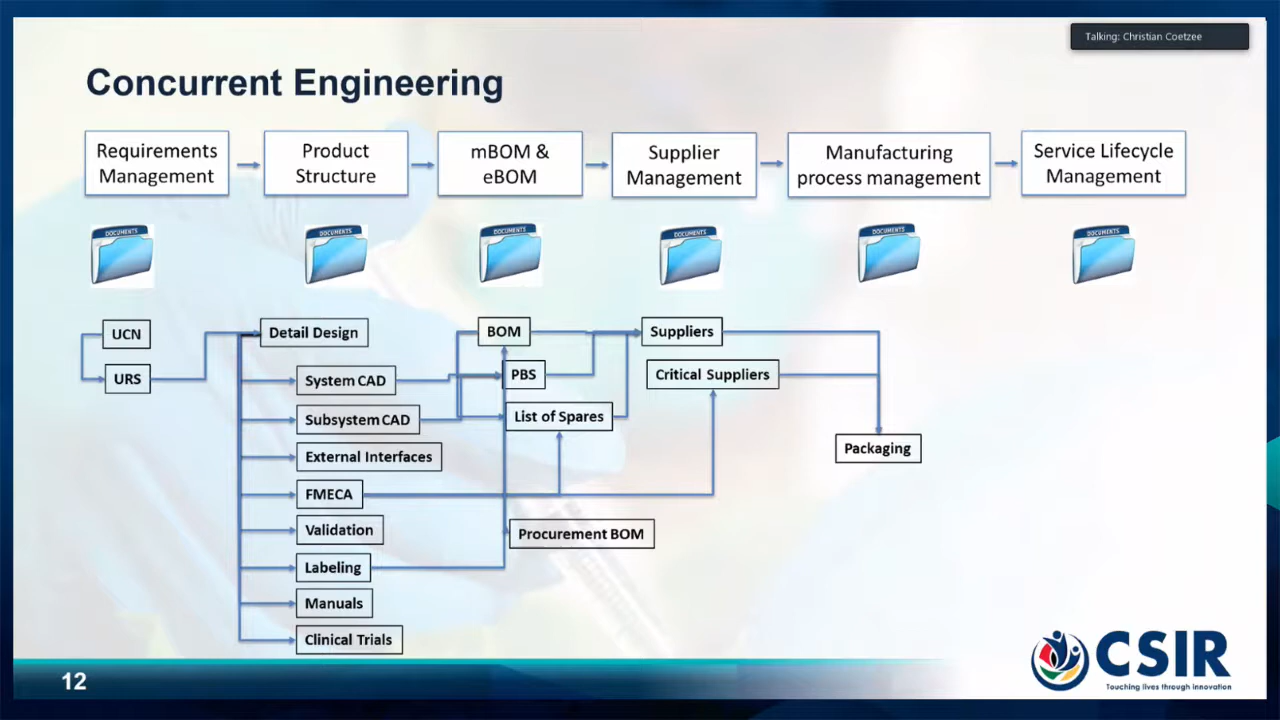 Talking: Christian Coetzee
Concurrent Engineering
Requirements
Management
Product
Structure
mBOM &
eBOM
Supplier
Management
Manufacturing
process management
Service Lifecycle
Management
DOCUMENTS
DOCUMENTS
DOCUMENTS
DOCUMENTS
DOCUMENTS
DOCUMENTS
UCN
URS
Detail Design
System CAD
Subsystem CAD
External Interfaces
FMECA
Validation
Labeling
Manuals
Clinical Trials
BOM
PBS
List of Spares
Procurement BOM
Suppliers
Critical Suppliers
Packaging
12
CSIR
Touching lives through innovation